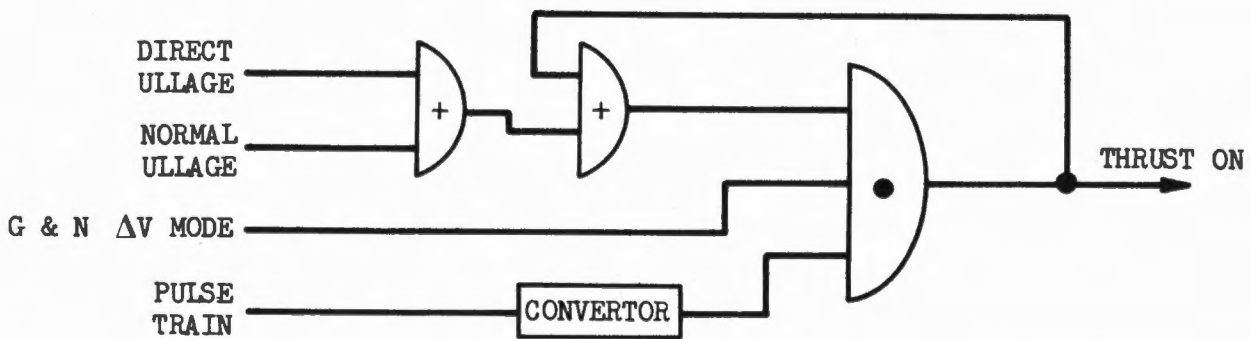 DIRECT
ULLAGE
NORMAL
ULLAGE
G & N ΔV MODE
PULSE
TRAIN
+
+
CONVERTOR
THRUST ON